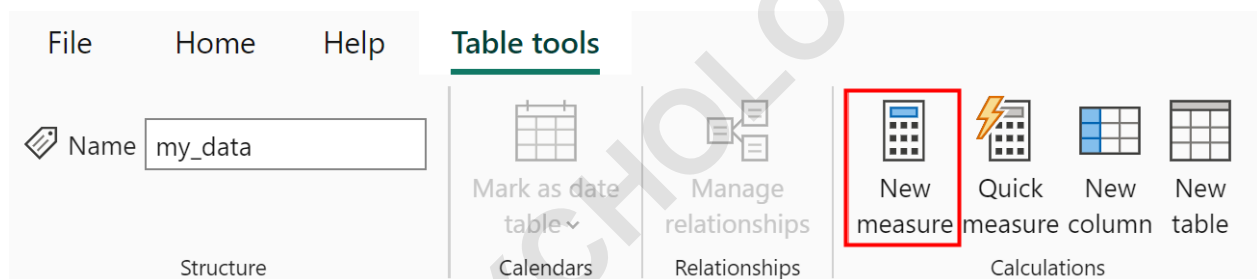 File Home Help Table tools
Name my_data
Mark as date
table
Manage
relationships
New
measure
Quick
measure
New
column
New
table
Structure Calendars Relationships Calculations
CHOLO